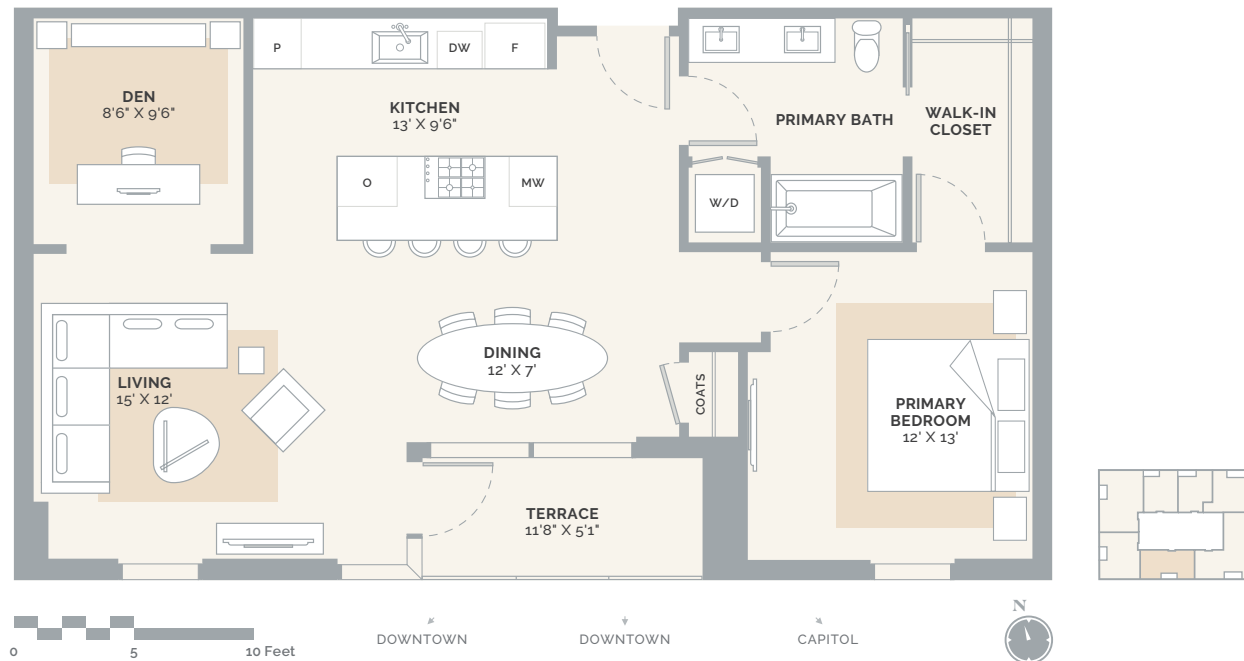 P
DW
F
DEN
8'6" X 9'6"
KITCHEN
13' X 9'6"
PRIMARY BATH
WALK-IN
CLOSET
O
MW
W/D
DINING
12' X 7'
LIVING
15' X 12'
COATS
PRIMARY
BEDROOM
12' X 13'
TERRACE
11'8" X 5'1"
0
5
10 Feet
DOWNTOWN
DOWNTOWN
CAPITOL
N